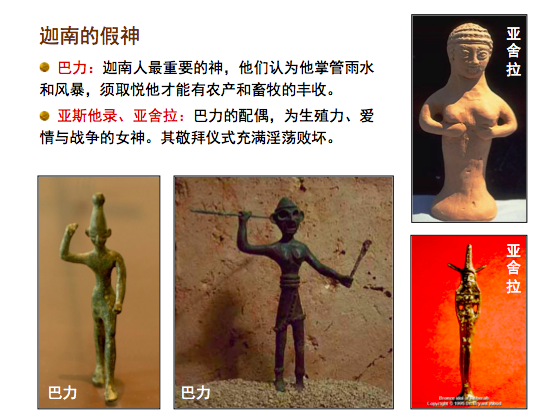 迦南的假神
巴力：迦南人最重要的神，他们认为他掌管雨水
和风暴，须取悦他才能有农产和畜牧的丰收。
亚斯他录、亚舍拉：巴力的配偶，为生殖力、爱
情与战争的女神。其敬拜仪式充满淫荡败坏。
亚舍拉
亚舍拉
巴力
巴力